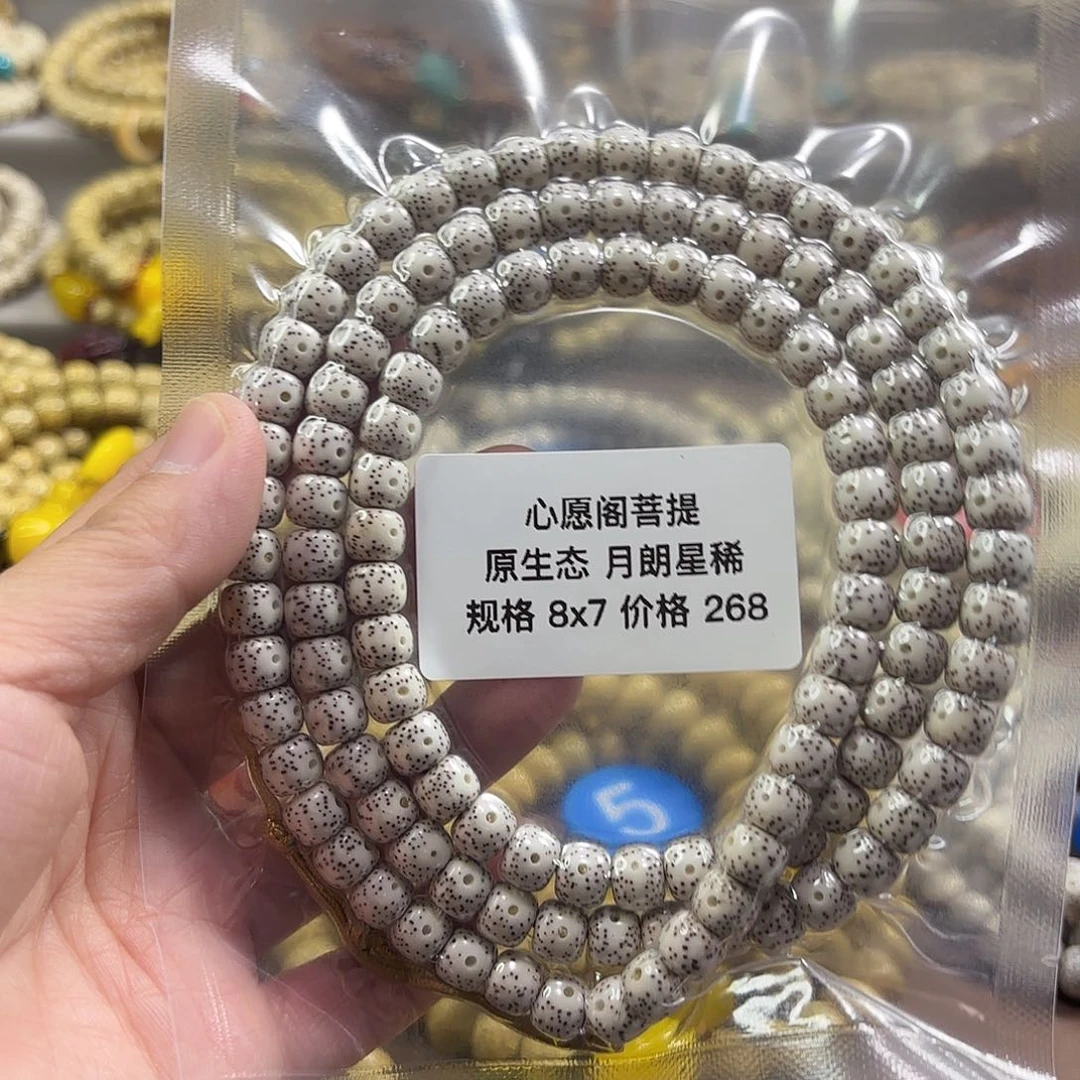 心愿阁菩提
原生态 月朗星稀
规格 8x7 价格 268
5